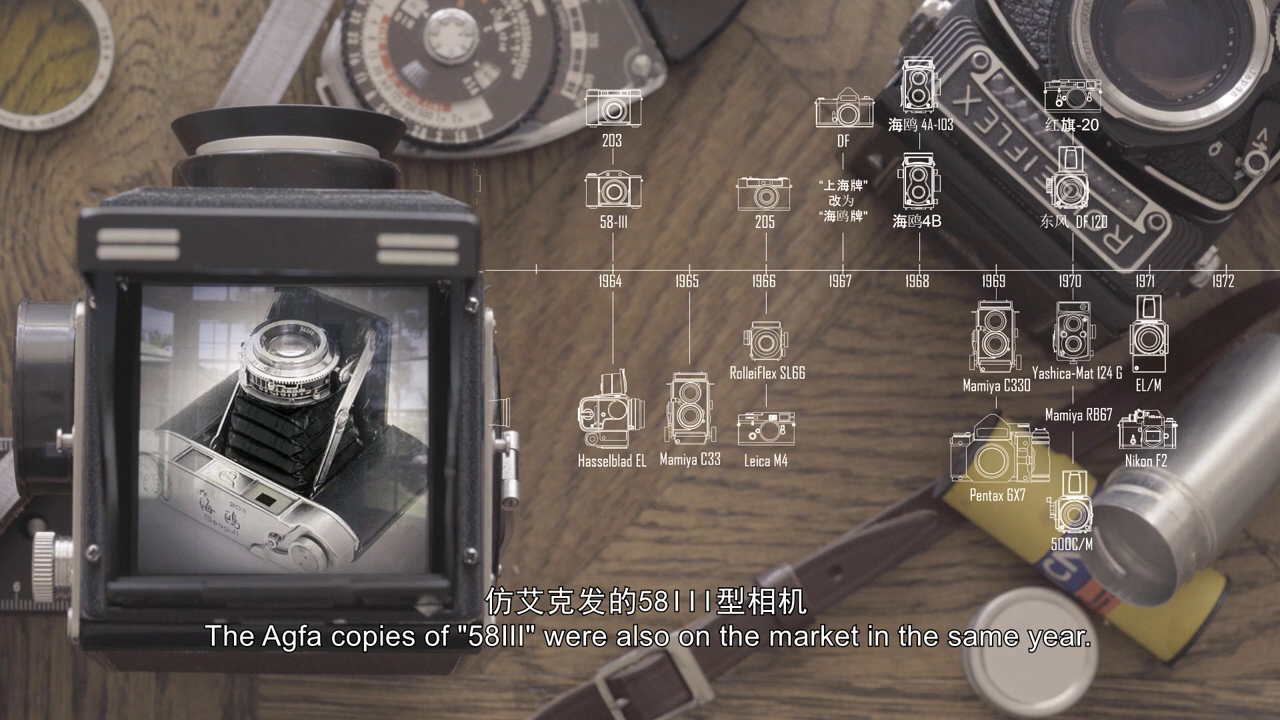 203
58-III
205
DF
“上海牌”
改为
“海鸥牌”
海鸥 4A-103
海鸥4B
红旗-20
东风 DF120
1964
1965
1966
1967
1968
1969
1970
1971
1972
Hasselblad EL
Mamiya C33
RolleiFlex SL66
Leica M4
Mamiya C330
Pentax 6X7
Yashica-Mat 124 G
Mamiya RB67
500C/M
EL/M
Nikon F2
203
海鸥
Seagull
仿艾克发的58III型相机
The Agfa copies of "58III" were also on the market in the same year.